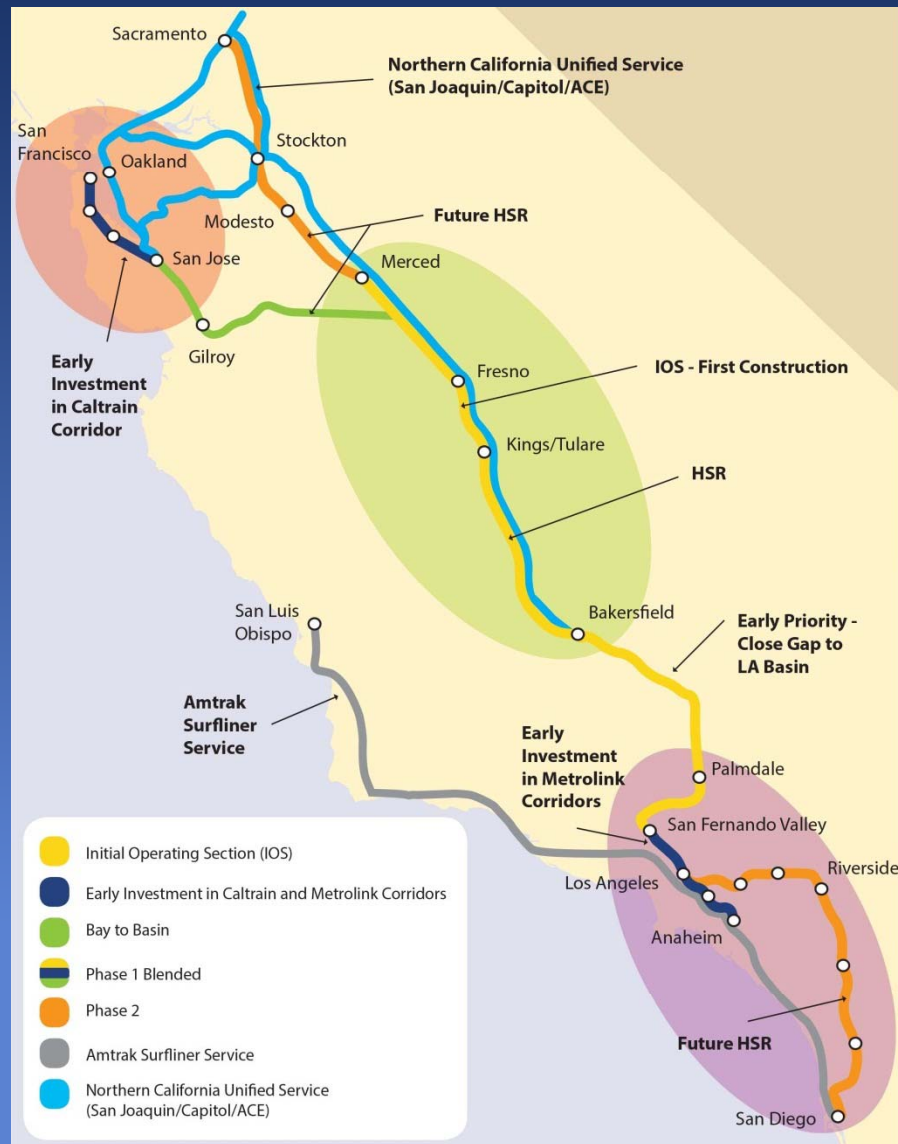 Sacramento
Northern California Unified Service
(San Joaquin/Capitol/ACE)
San
Francisco
Oakland
Stockton
Modesto
Future HSR
San Jose
Merced
Gilroy
Early
Investment
in Caltrain
Corridor
Fresno
IOS - First Construction
Kings/Tulare
HSR
San Luis
Obispo
Bakersfield
Early Priority -
Close Gap to
LA Basin
Amtrak
Surfliner
Service
Early
Investment
in Metrolink
Corridors
Palmdale
San Fernando Valley
Los Angeles
Riverside
Anaheim
Future HSR
San Diego
Initial Operating Section (IOS)
Early Investment in Caltrain and Metrolink Corridors
Bay to Basin
Phase 1 Blended
Phase 2
Amtrak Surfliner Service
Northern California Unified Service
(San Joaquin/Capitol/ACE)